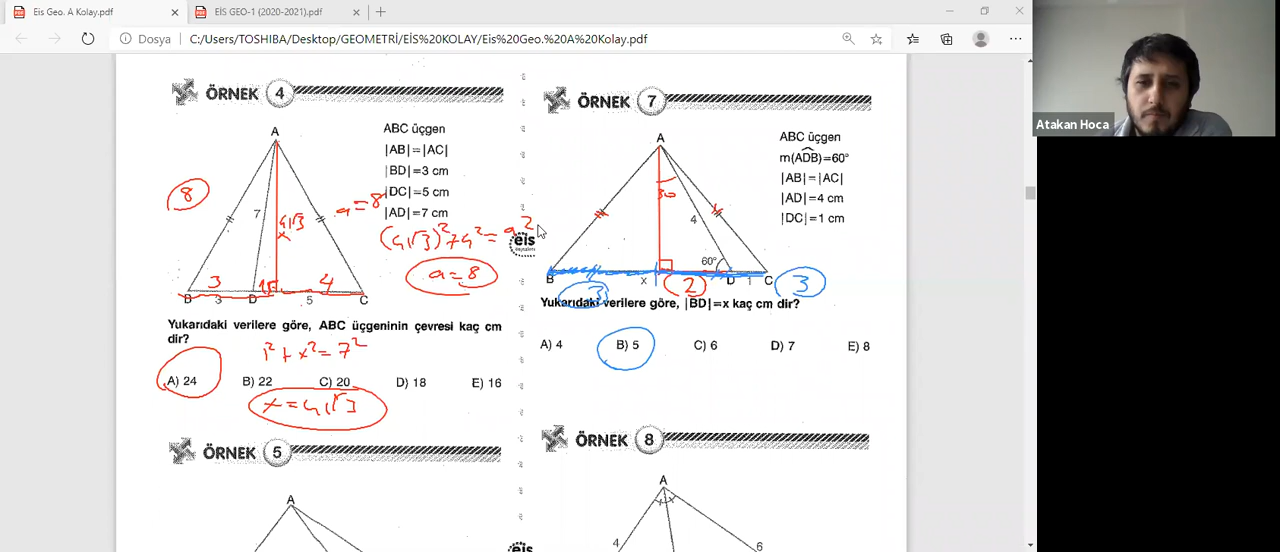 Eis Geo. A Kolay.pdf
EİS GEO-1 (2020-2021).pdf
Dosya
C:/Users/TOSHIBA/Desktop/GEOMETRİ/EİS%20KOLAY/Eis%20Geo.%20A%20Kolay.pdf
Atakan Hoca
ÖRNEK 4
A
ABC üçgen
|AB|=|AC|
|BD|=3 cm
|DC|=5 cm
|AD|=7 cm
8
7
4√3
x
a=8
(4√3)²+4²=a²
a=8
3
1
4
B
3
D
5
C
Yukarıdaki verilere göre, ABC üçgeninin çevresi kaç cm
dir?
1²+x²=7²
A) 24
B) 22
C) 20
D) 18
E) 16
x=4√3
ÖRNEK 5
A
eis
ÖRNEK 7
A
ABC üçgen
m(ADB)=60°
|AB|=|AC|
|AD|=4 cm
|DC|=1 cm
30
4
60°
B
x
2
D
1
C
3
3
Yukarıdaki verilere göre, |BD|=x kaç cm dir?
A) 4
B) 5
C) 6
D) 7
E) 8
ÖRNEK 8
A
4
6
eis